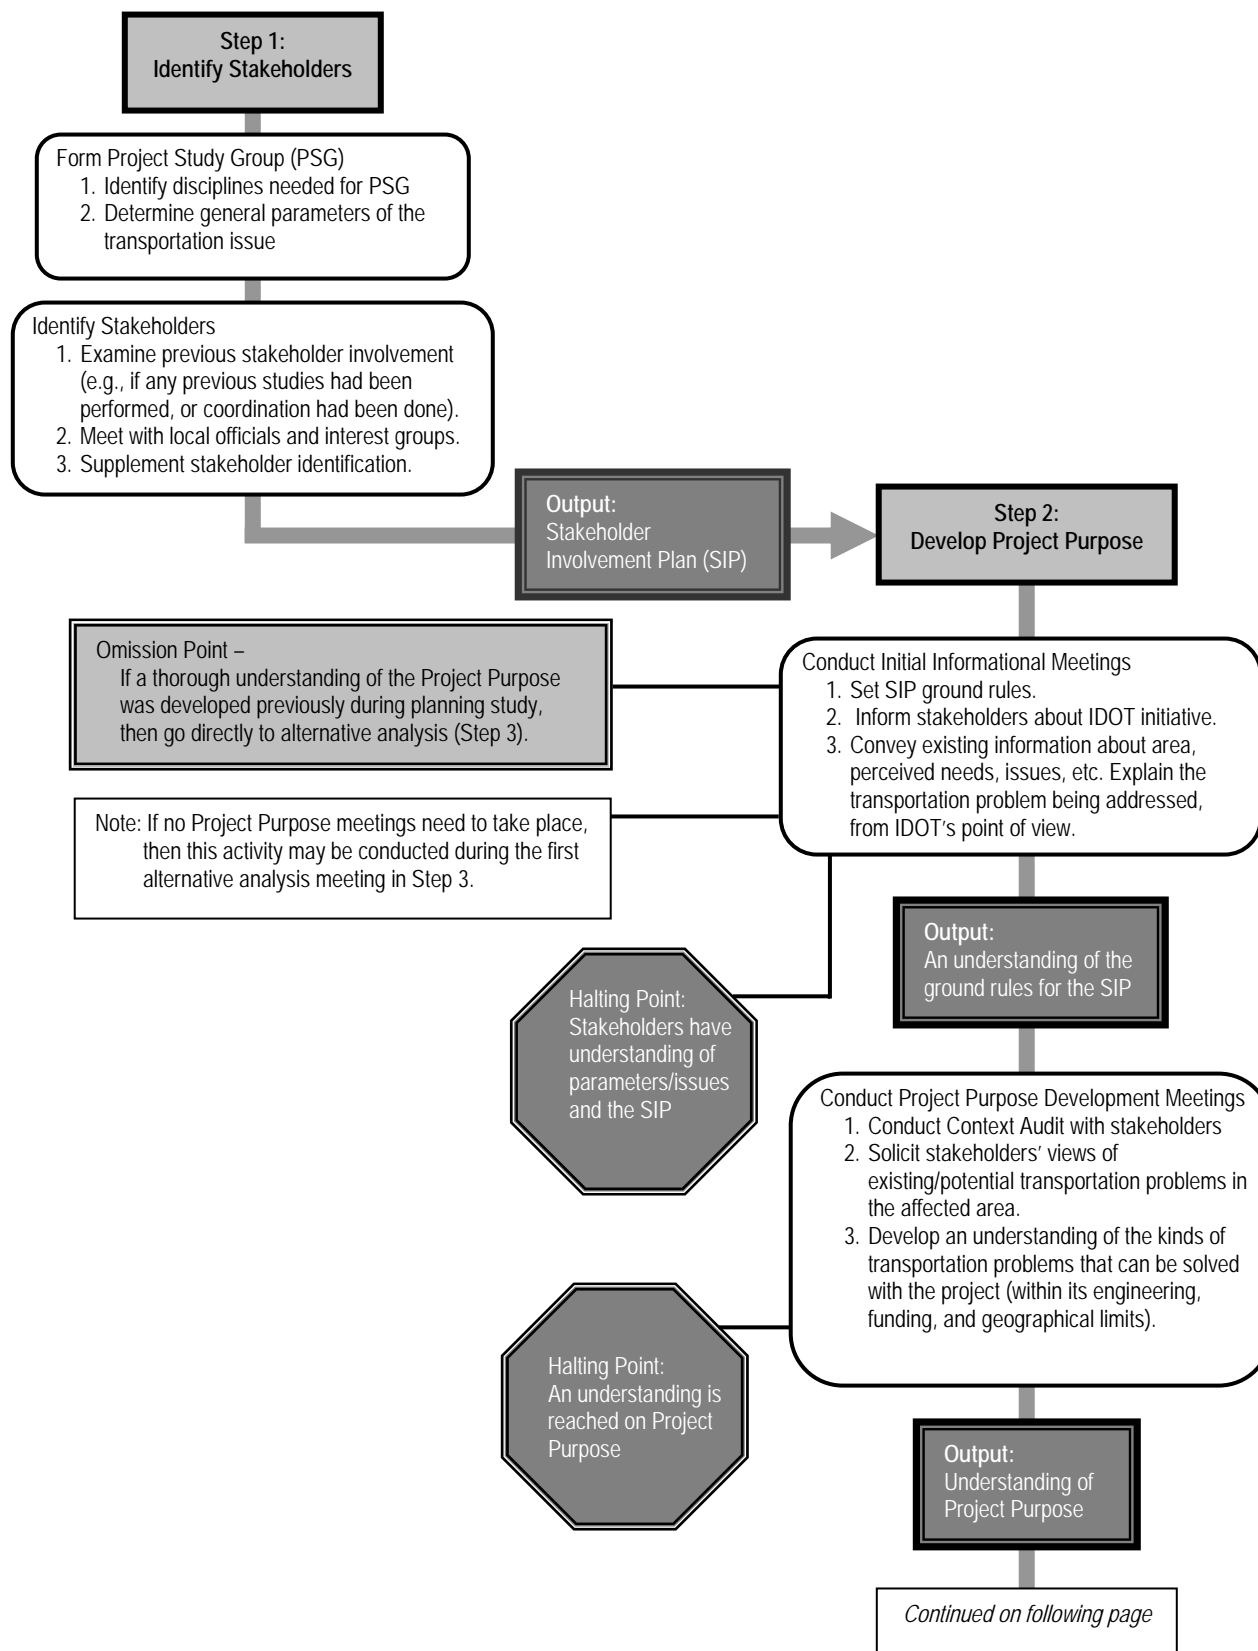 Step 1:
Identify Stakeholders
Form Project Study Group (PSG)
1. Identify disciplines needed for PSG
2. Determine general parameters of the
transportation issue
Identify Stakeholders
1. Examine previous stakeholder involvement
(e.g., if any previous studies had been
performed, or coordination had been done).
2. Meet with local officials and interest groups.
3. Supplement stakeholder identification.
Output:
Stakeholder
Involvement Plan (SIP)
Step 2:
Develop Project Purpose
Omission Point –
If a thorough understanding of the Project Purpose
was developed previously during planning study,
then go directly to alternative analysis (Step 3).
Note: If no Project Purpose meetings need to take place,
then this activity may be conducted during the first
alternative analysis meeting in Step 3.
Conduct Initial Informational Meetings
1. Set SIP ground rules.
2. Inform stakeholders about IDOT initiative.
3. Convey existing information about area,
perceived needs, issues, etc. Explain the
transportation problem being addressed,
from IDOT’s point of view.
Halting Point:
Stakeholders have
understanding of
parameters/issues
and the SIP
Output:
An understanding of the
ground rules for the SIP
Conduct Project Purpose Development Meetings
1. Conduct Context Audit with stakeholders
2. Solicit stakeholders’ views of
existing/potential transportation problems in
the affected area.
3. Develop an understanding of the kinds of
transportation problems that can be solved
with the project (within its engineering,
funding, and geographical limits).
Halting Point:
An understanding is
reached on Project
Purpose
Output:
Understanding of
Project Purpose
Continued on following page